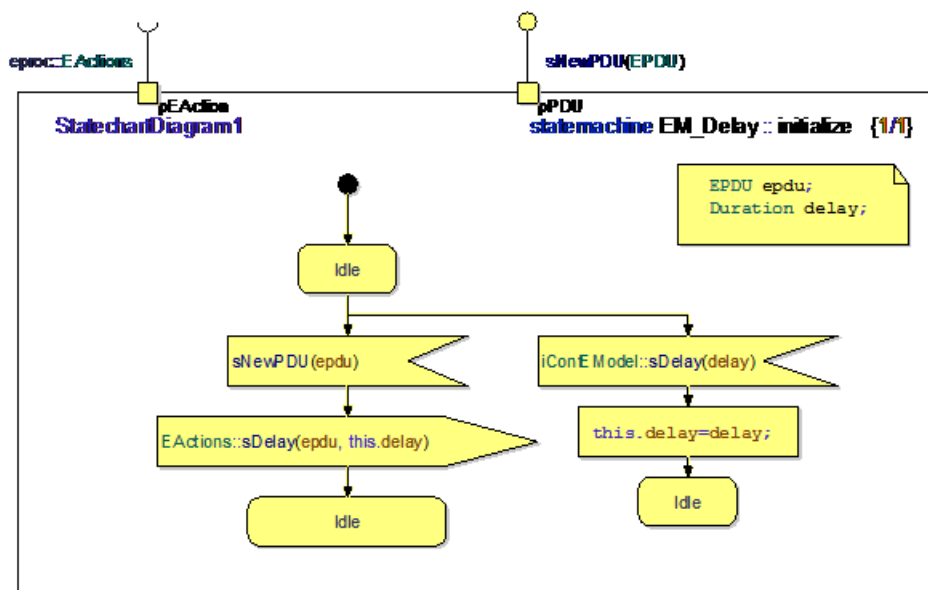 eproc::EActions
sNewPDU(EPDU)
pEAction
pPDU
StatechartDiagram1
statemachine EM_Delay :: initialize {1/1}
EPDU epdu;
Duration delay;
Idle
sNewPDU(epdu)
iConfEModel::sDelay(delay)
EActions::sDelay(epdu, this.delay)
this.delay=delay;
Idle
Idle